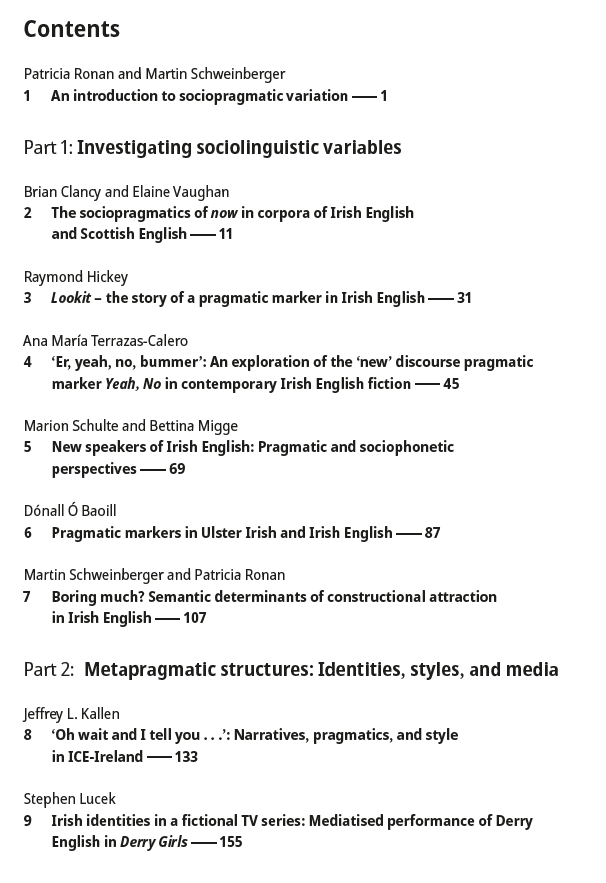 Contents
Patricia Ronan and Martin Schweinberger
1 An introduction to sociopragmatic variation — 1
Part 1: Investigating sociolinguistic variables
Brian Clancy and Elaine Vaughan
2 The sociopragmatics of now in corpora of Irish English
and Scottish English — 11
Raymond Hickey
3 Lookit – the story of a pragmatic marker in Irish English — 31
Ana María Terrazas-Calero
4 ‘Er, yeah, no, bummer’: An exploration of the ‘new’ discourse pragmatic
marker Yeah, No in contemporary Irish English fiction — 45
Marion Schulte and Bettina Migge
5 New speakers of Irish English: Pragmatic and sociophonetic
perspectives — 69
Dónall Ó Baoill
6 Pragmatic markers in Ulster Irish and Irish English — 87
Martin Schweinberger and Patricia Ronan
7 Boring much? Semantic determinants of constructional attraction
in Irish English — 107
Part 2: Metapragmatic structures: Identities, styles, and media
Jeffrey L. Kallen
8 ‘Oh wait and I tell you . . .’: Narratives, pragmatics, and style
in ICE-Ireland — 133
Stephen Lucek
9 Irish identities in a fictional TV series: Mediatised performance of Derry
English in Derry Girls — 155